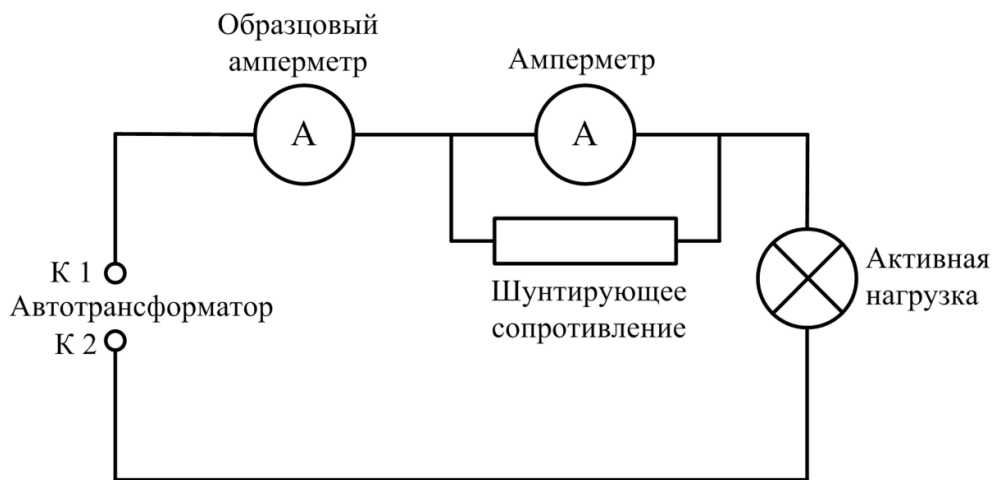 Образцовый
амперметр
Амперметр
А
А
К 1
Автотрансформатор
К 2
Шунтирующее
сопротивление
Активная
нагрузка